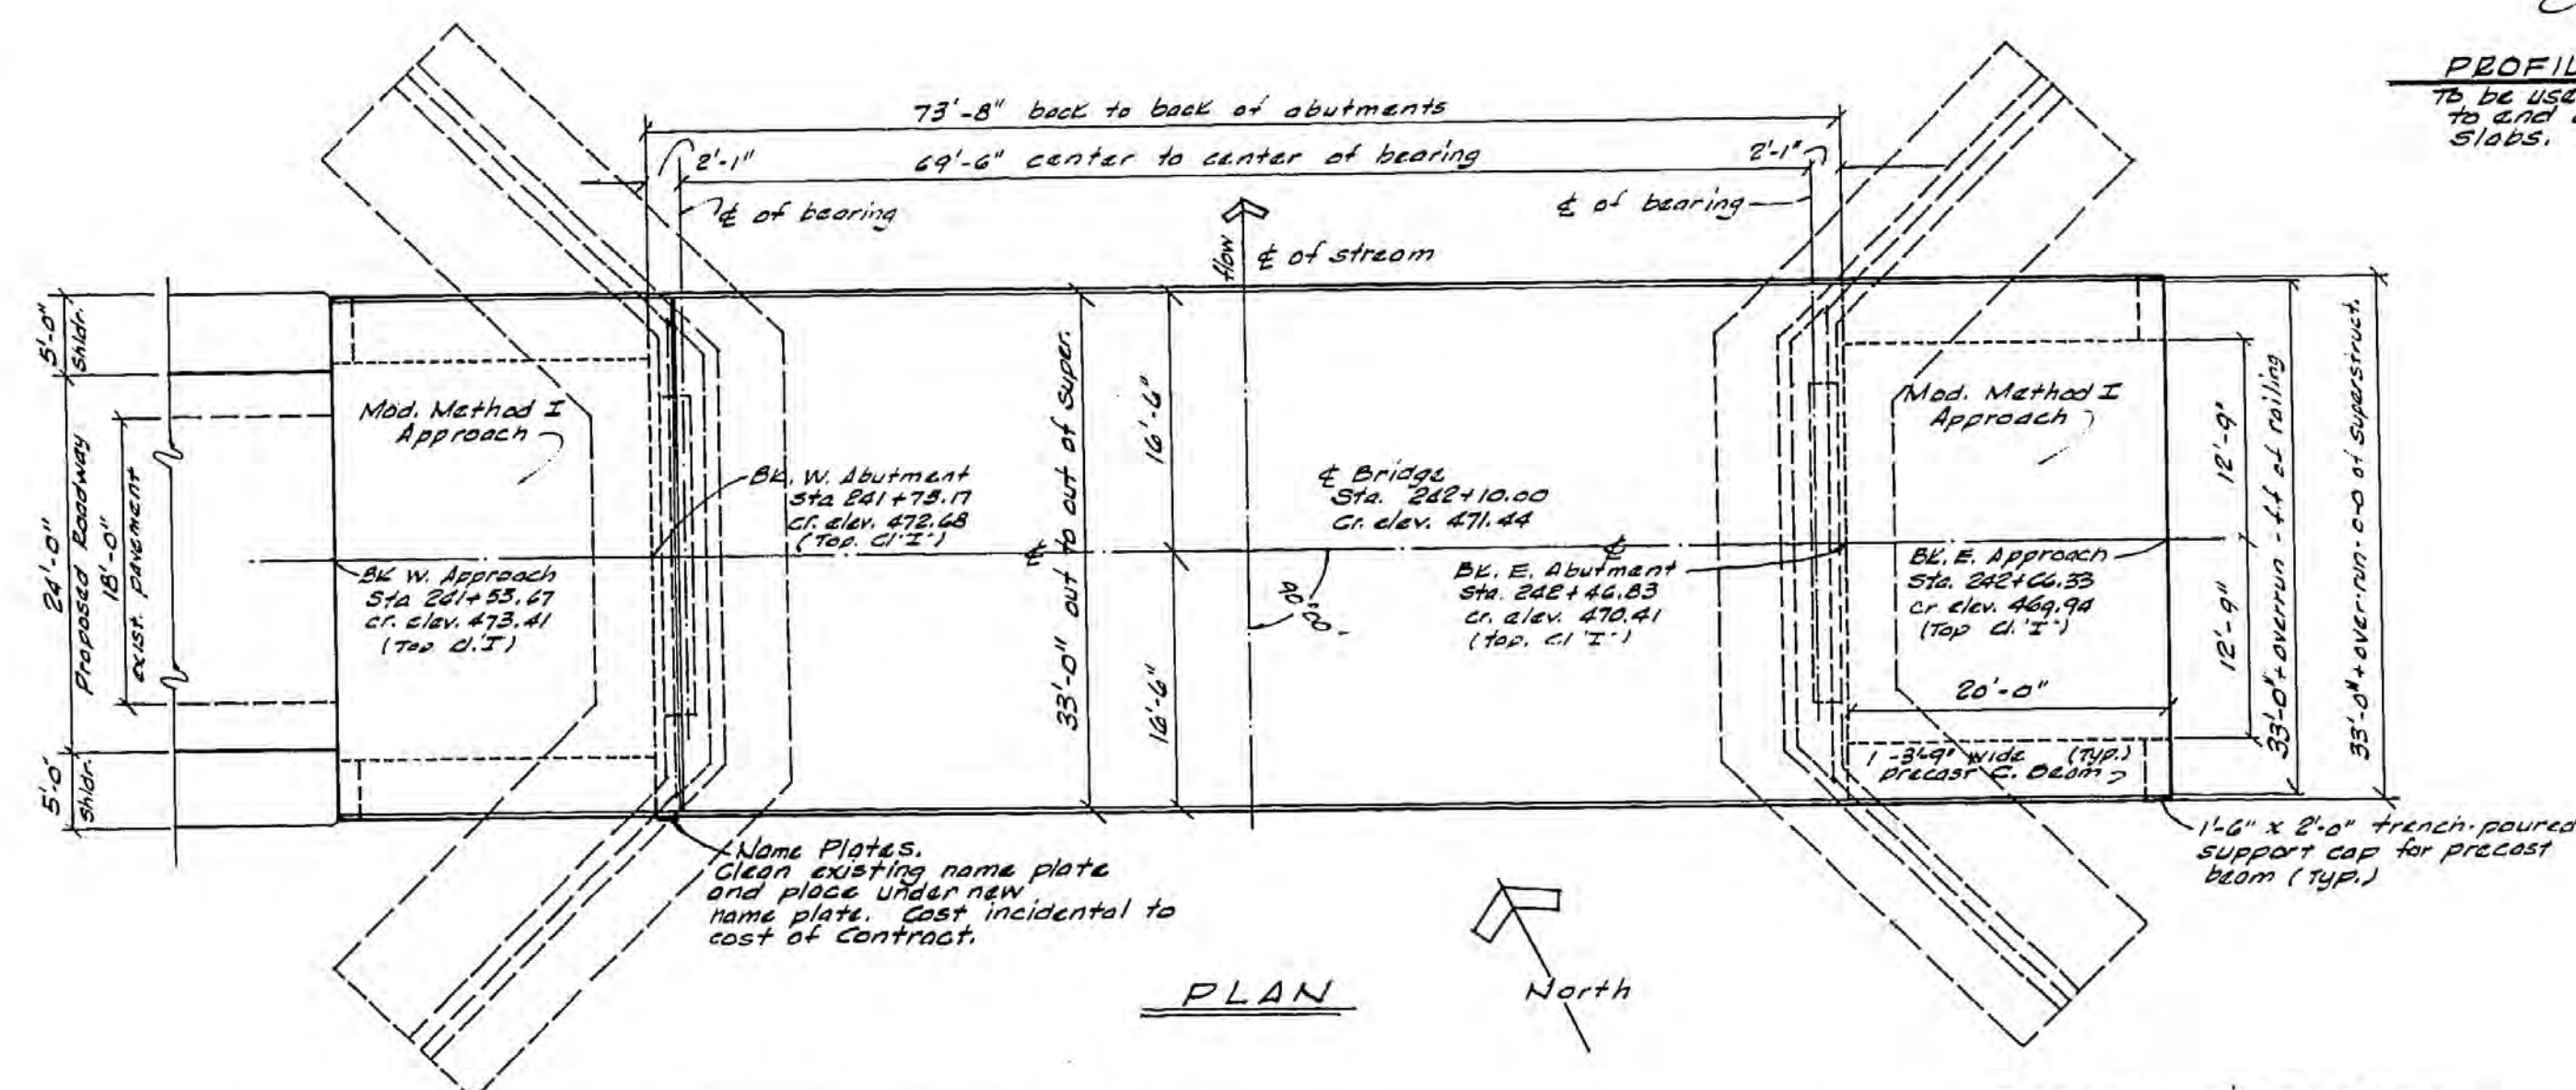 PROFIL
To be use
to end
Slabs.
73'-8" back to back of abutments
2'-1"
69'-6" center to center of bearing
2'-1"
℄ of bearing
flow
℄ of stream
℄ of bearing
5'-0"
Shldr.
24'-0"
Proposed Roadway
18'-0"
exist. pavement
5'-0"
Shldr.
Mod. Method I
Approach
BK. W. Abutment
Sta 241+73.17
Cr. elev. 472.68
(Top. Cl. 'I')
BK W. Approach
Sta 241+53.67
Cr. elev. 473.41
(Top Cl. 'I')
℄
33'-0" out to out of super.
16'-6"
16'-6"
℄ Bridge
Sta. 242+10.00
Cr. elev. 471.44
℄
90°00'
BK. E. Abutment
Sta. 242+46.83
Cr. elev. 470.41
(Top. Cl 'I')
Mod. Method I
Approach
BK. E. Approach
Sta. 242+66.33
Cr elev. 469.94
(Top Cl. 'I')
20'-0"
1 - 3'-9" wide (Typ.)
precast C. Beam
12'-9"
12'-9"
33'-0" + overrun - f.f of railing
33'-0" + over-run - o-o of superstruct.
1'-6" x 2'-0" trench-poured
support cap for precast
beam (Typ.)
Name Plates.
Clean existing name plate
and place under new
name plate. Cost incidental to
cost of Contract.
PLAN
North